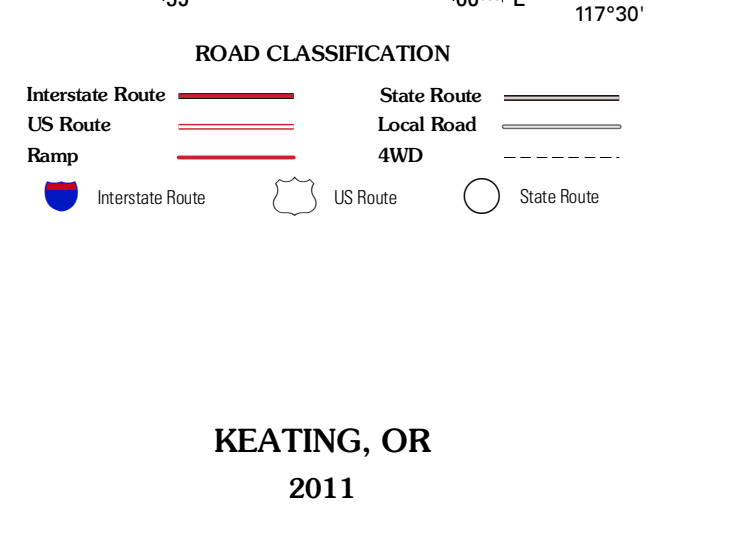 117°30'
ROAD CLASSIFICATION
Interstate Route State Route
US Route Local Road
Ramp 4WD
Interstate Route US Route State Route
KEATING, OR
2011